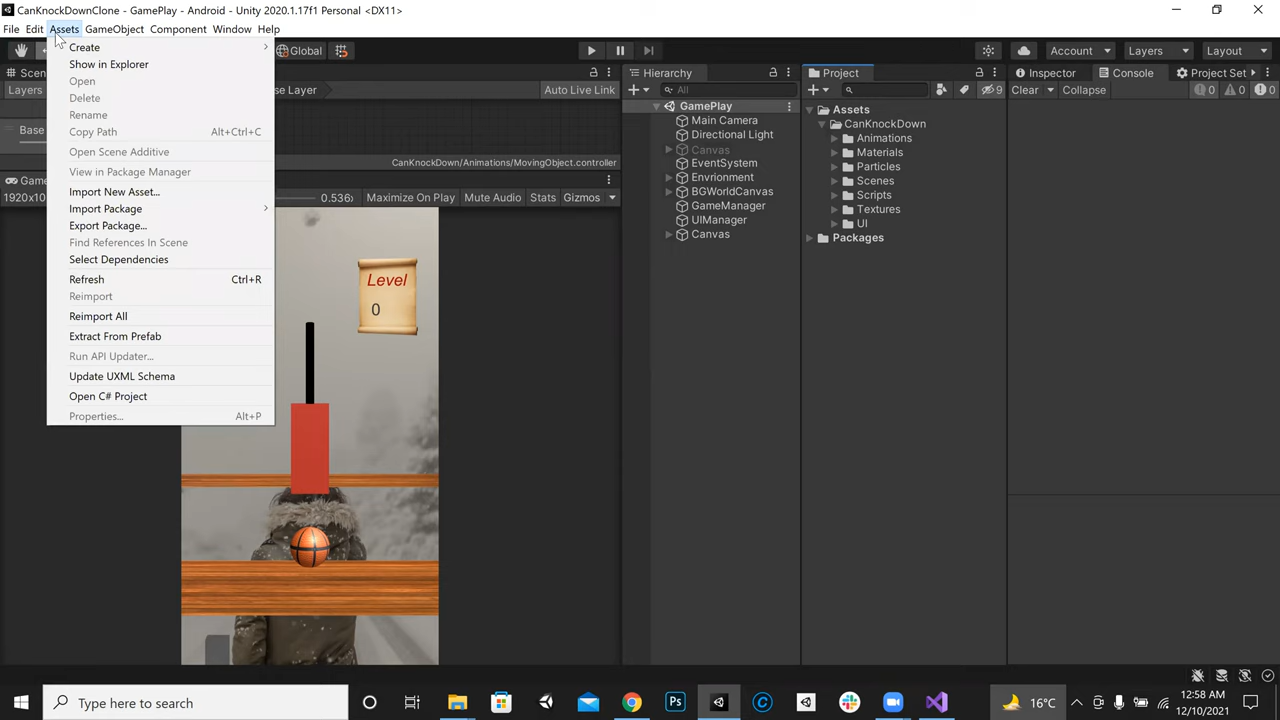 CanKnockDownClone - GamePlay - Android - Unity 2020.1.17f1 Personal <DX11>
File Edit Assets GameObject Component Window Help
Global Account Layers Layout
Scen Hierarchy Project Inspector Console Project Set
Layers se Layer Auto Live Link All 9 Clear Collapse 0 0 0
Base
CanKnockDown/Animations/MovingObject.controller
Game
1920x10 0.536x Maximize On Play Mute Audio Stats Gizmos
Create
Show in Explorer
Open
Delete
Rename
Copy Path Alt+Ctrl+C
Open Scene Additive
View in Package Manager
Import New Asset...
Import Package
Export Package...
Find References In Scene
Select Dependencies
Refresh Ctrl+R
Reimport
Reimport All
Extract From Prefab
Run API Updater...
Update UXML Schema
Open C# Project
Properties... Alt+P
Level
0
GamePlay
Main Camera
Directional Light
Canvas
EventSystem
Envrionment
BGWorldCanvas
GameManager
UIManager
Canvas
Assets
CanKnockDown
Animations
Materials
Particles
Scenes
Scripts
Textures
UI
Packages
Type here to search
Ps
16°C
12:58 AM
12/10/2021